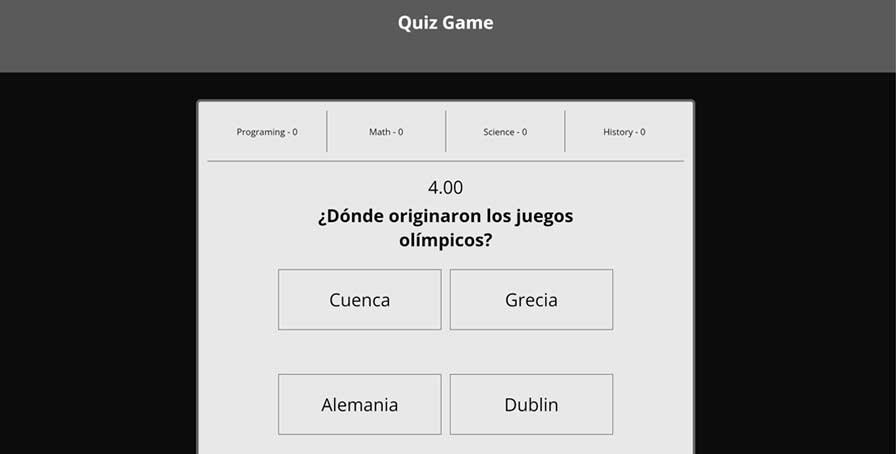 Quiz Game
Programing - 0 Math - 0 Science - 0 History - 0
4.00
¿Dónde originaron los juegos
olímpicos?
Cuenca Grecia
Alemania Dublin